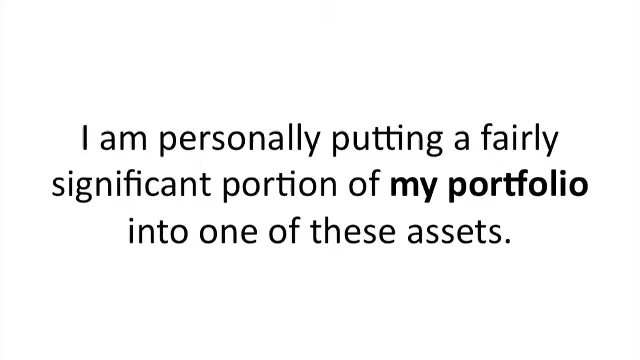 I am personally putting a fairly
significant portion of my portfolio
into one of these assets.